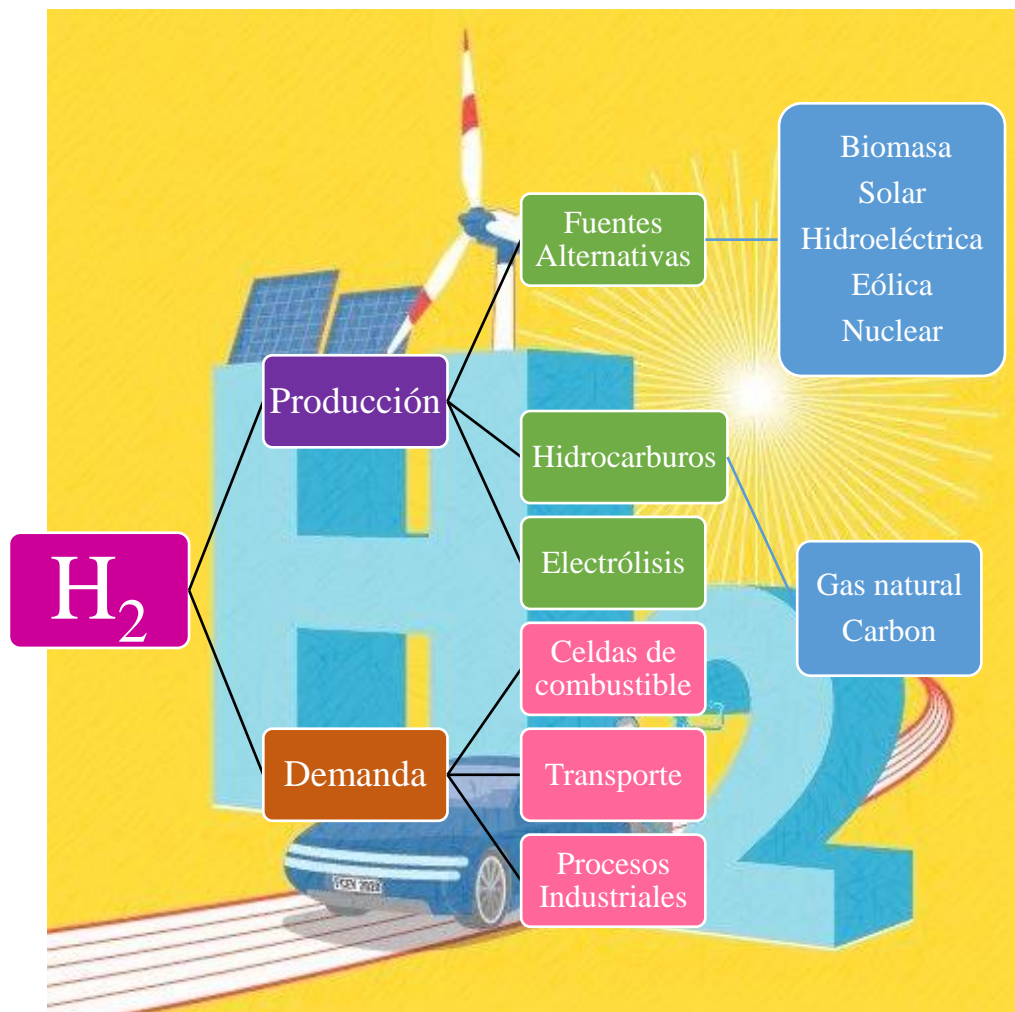 H₂
Producción
Fuentes
Alternativas
Biomasa
Solar
Hidroeléctrica
Eólica
Nuclear
Hidrocarburos
Gas natural
Carbon
Electrólisis
Demanda
Celdas de
combustible
Transporte
Procesos
Industriales
H2